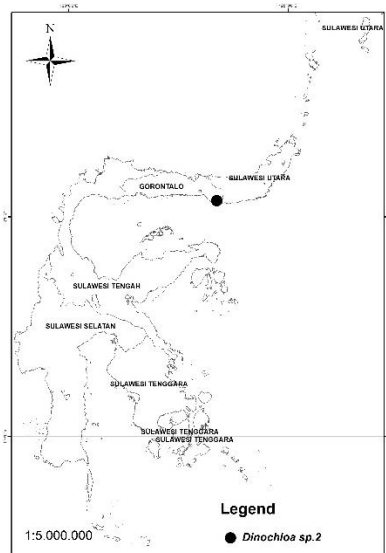 SULAWESI UTARA
N
SULAWESI UTARA
GORONTALO
SULAWESI TENGAH
SULAWESI SELATAN
SULAWESI TENGGARA
SULAWESI TENGGARA
SULAWESI TENGGARA
Legend
1:5.000.000
Dinochloa sp.2